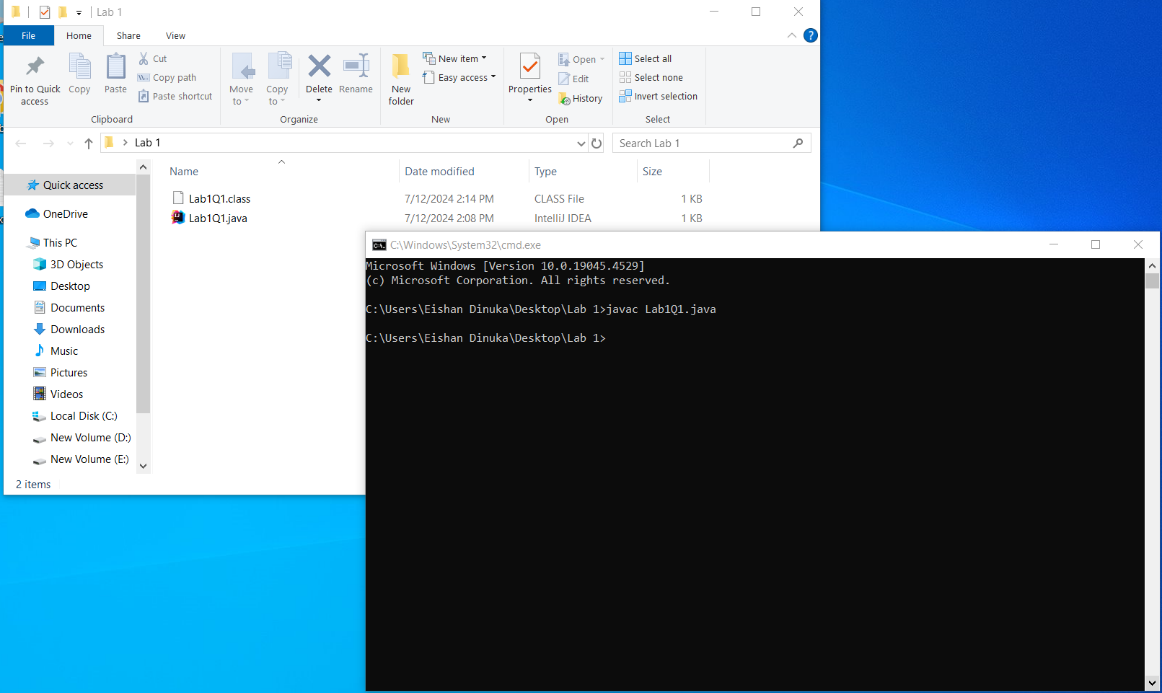 Lab 1
File Home Share View
Pin to Quick access
Copy
Paste
Cut
Copy path
Paste shortcut
Clipboard
Move to
Copy to
Delete
Rename
Organize
New folder
New item
Easy access
New
Properties
Open
Edit
History
Open
Select all
Select none
Invert selection
Select
Lab 1
Search Lab 1
Name Date modified Type Size
Lab1Q1.class 7/12/2024 2:14 PM CLASS File 1 KB
Lab1Q1.java 7/12/2024 2:08 PM IntelliJ IDEA 1 KB
Quick access
OneDrive
This PC
3D Objects
Desktop
Documents
Downloads
Music
Pictures
Videos
Local Disk (C:)
New Volume (D:)
New Volume (E:)
2 items
C:\Windows\System32\cmd.exe
Microsoft Windows [Version 10.0.19045.4529]
(c) Microsoft Corporation. All rights reserved.
C:\Users\Eishan Dinuka\Desktop\Lab 1>javac Lab1Q1.java
C:\Users\Eishan Dinuka\Desktop\Lab 1>